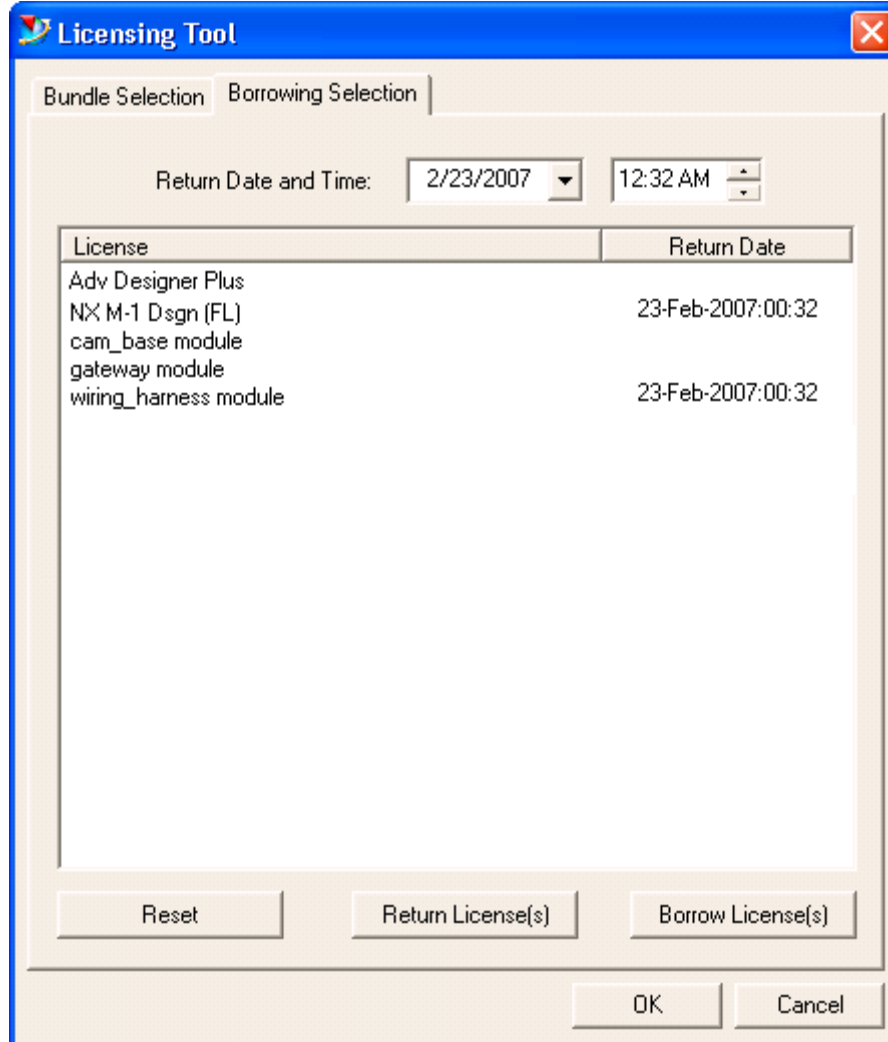 Licensing Tool
Bundle Selection Borrowing Selection
Return Date and Time: 2/23/2007 12:32 AM
License Return Date
Adv Designer Plus
NX M-1 Dsgn (FL) 23-Feb-2007:00:32
cam_base module
gateway module
wiring_harness module 23-Feb-2007:00:32
Reset Return License(s) Borrow License(s)
OK Cancel